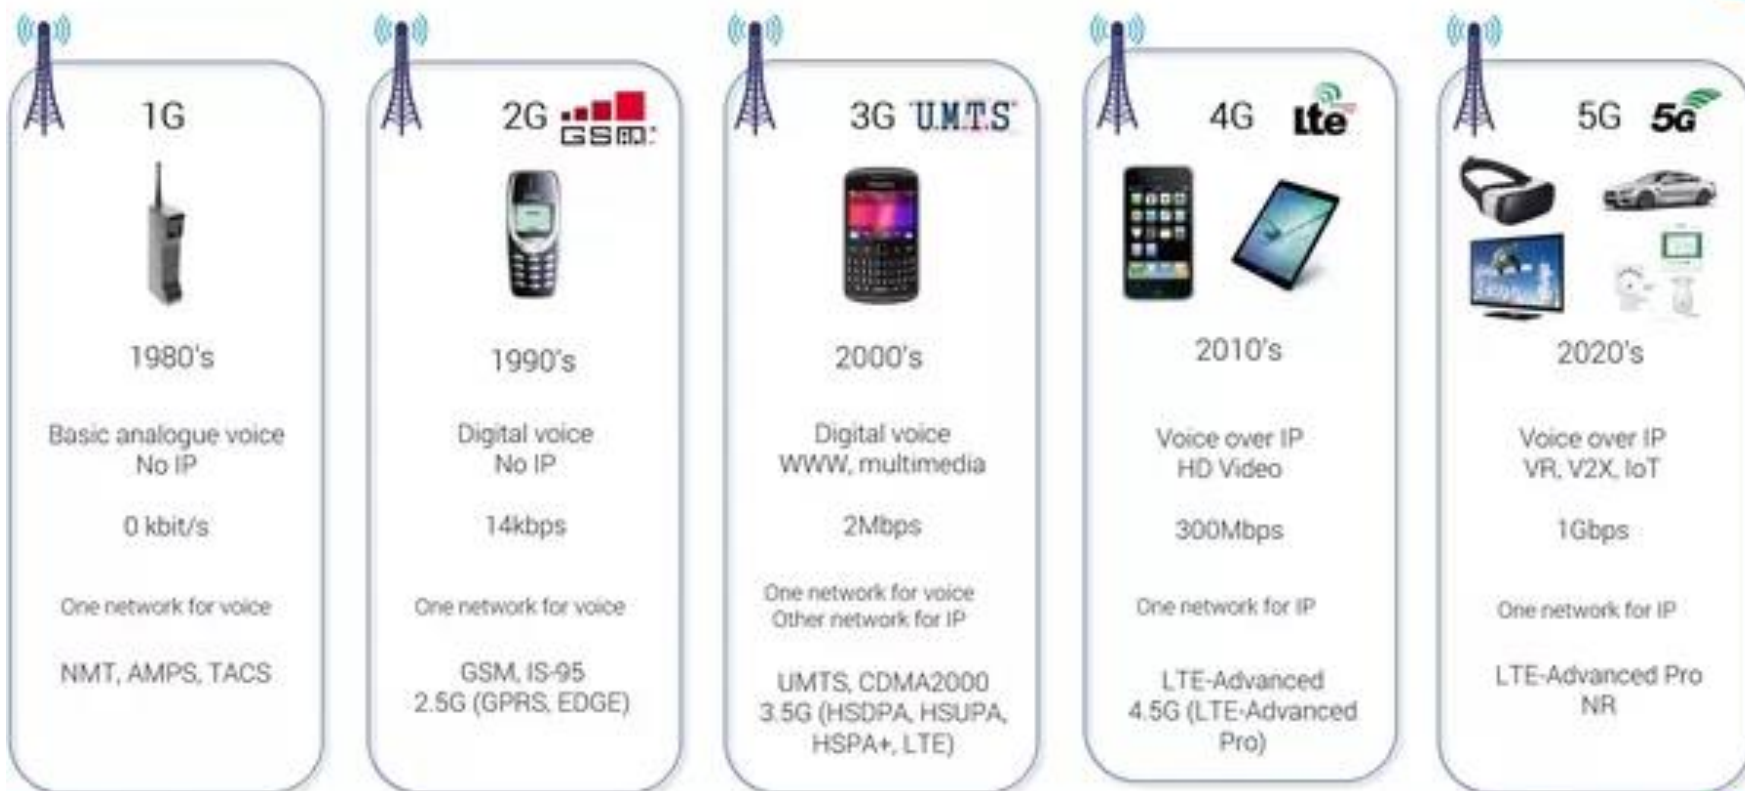 1G
1980's
Basic analogue voice
No IP
0 kbit/s
One network for voice
NMT, AMPS, TACS
2G
GSM
1990's
Digital voice
No IP
14kbps
One network for voice
GSM, IS-95
2.5G (GPRS, EDGE)
3G U.M.T.S
2000's
Digital voice
WWW, multimedia
2Mbps
One network for voice
Other network for IP
UMTS, CDMA2000
3.5G (HSDPA, HSUPA,
HSPA+, LTE)
4G lte
2010's
Voice over IP
HD Video
300Mbps
One network for IP
LTE-Advanced
4.5G (LTE-Advanced
Pro)
5G 5G
2020's
Voice over IP
VR, V2X, IoT
1Gbps
One network for IP
LTE-Advanced Pro
NR